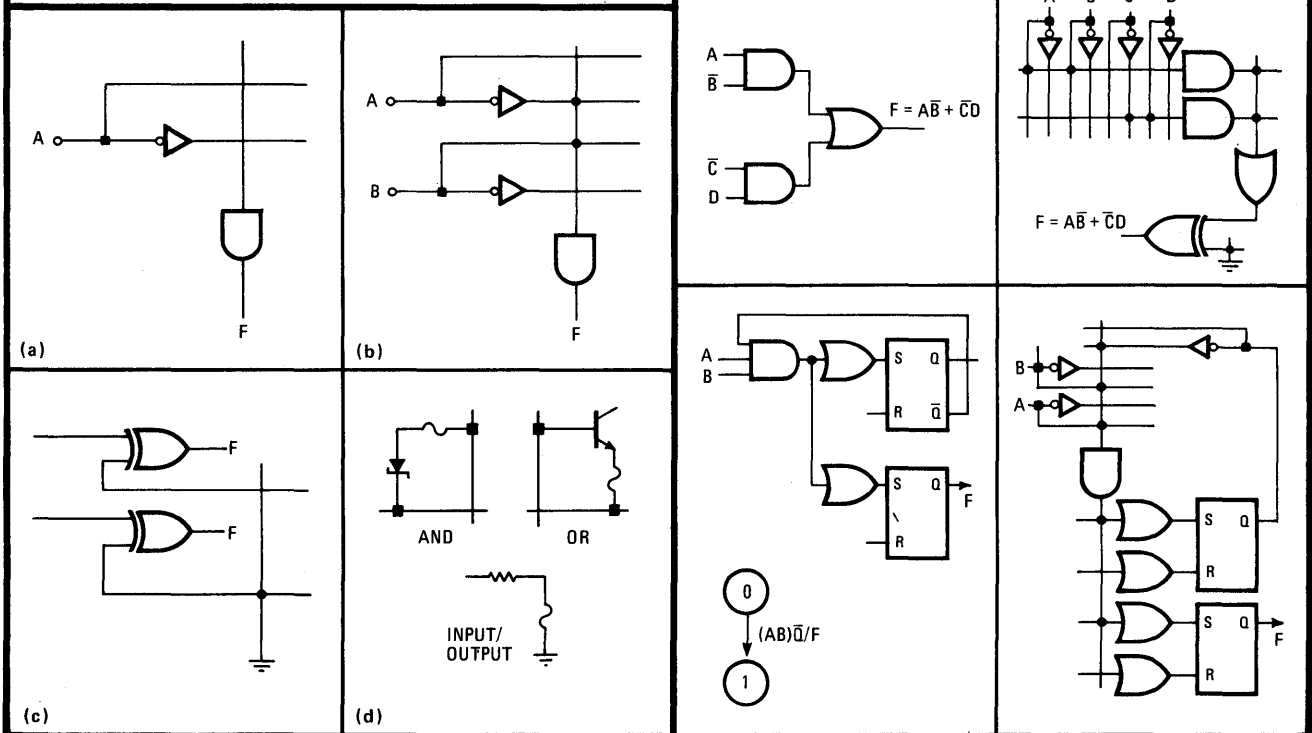 A
F
(a)
A
B
F
(b)
F
F
(c)
AND
OR
INPUT/
OUTPUT
(d)
A
B̅
C̅
D
F = AB̅ + C̅D
A B C D
F = AB̅ + C̅D
A
B
S Q
R Q̅
S Q
F
R
0
(AB)Q̅/F
1
B
A
S Q
R
S Q
F
R